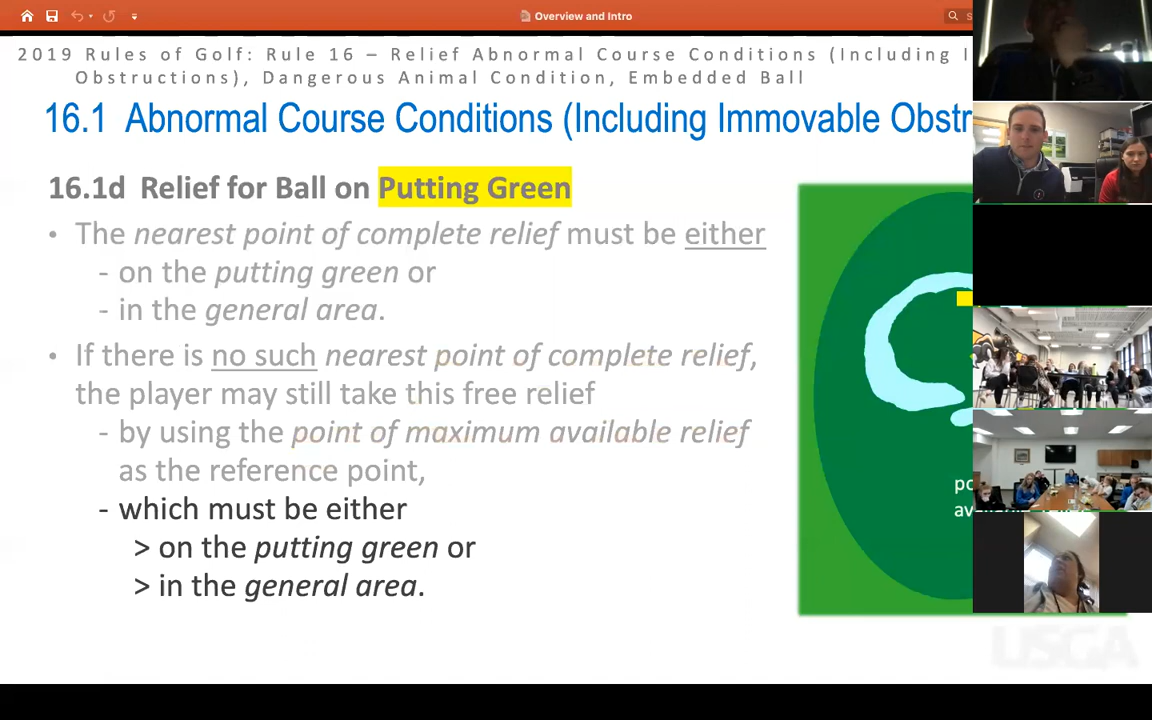 Overview and Intro
S
2019 Rules of Golf: Rule 16 – Relief Abnormal Course Conditions (Including I
Obstructions), Dangerous Animal Condition, Embedded Ball
16.1 Abnormal Course Conditions (Including Immovable Obstr
16.1d Relief for Ball on Putting Green
• The nearest point of complete relief must be either
- on the putting green or
- in the general area.
• If there is no such nearest point of complete relief,
the player may still take this free relief
- by using the point of maximum available relief
as the reference point,
- which must be either
> on the putting green or
> in the general area.
po
av
USGA